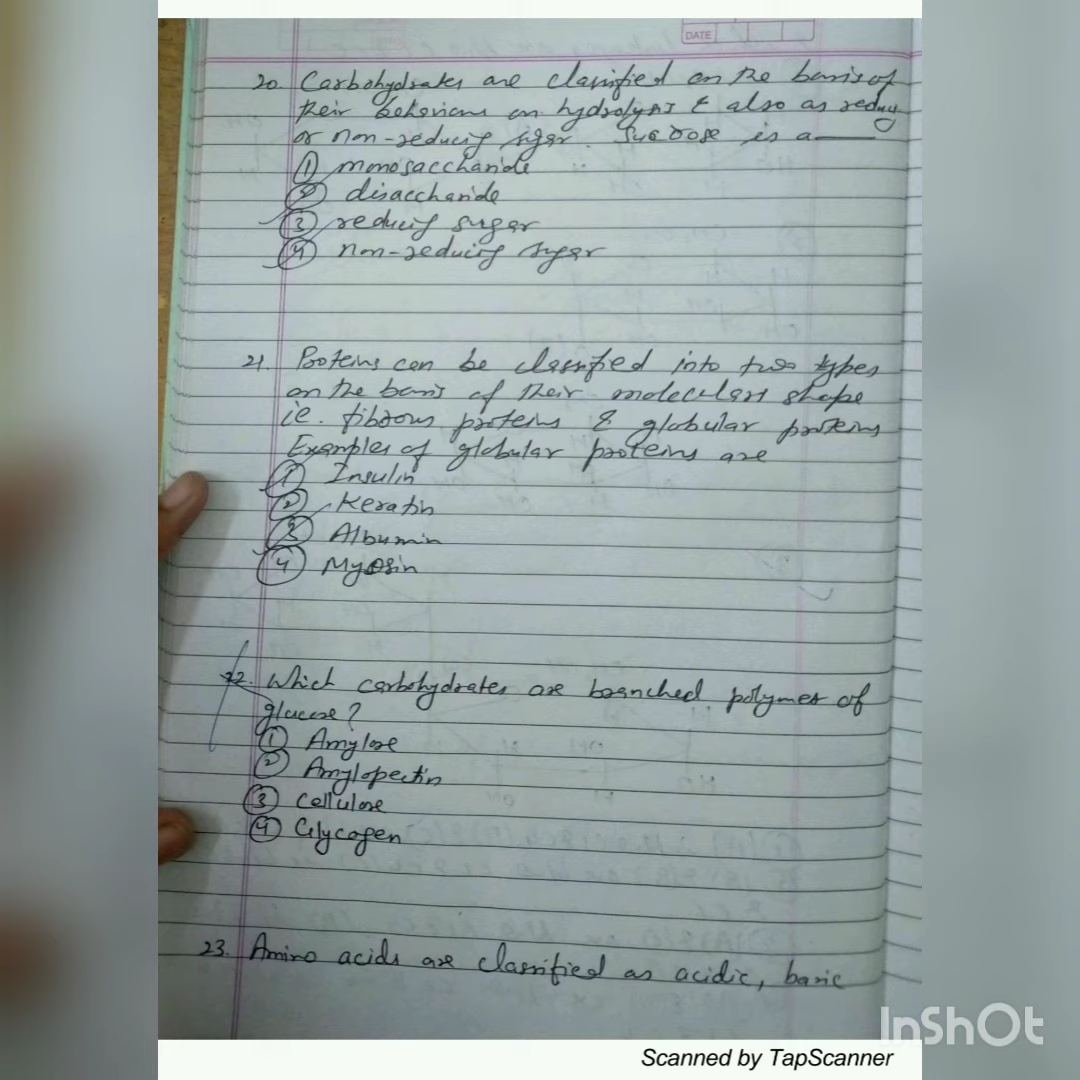 DATE
20. Carbohydrates are classified on the basis of
their behaviour on hydrolysis & also as reducing
or non-reducing sugar. Sucrose is a
① monosaccharide
② disaccharide
③ reducing sugar
④ non-reducing sugar
21. Proteins can be classified into two types
on the basis of their molecular shape
ie. fibrous proteins & globular proteins
Examples of globular proteins are
① Insulin
② Keratin
③ Albumin
④ Myosin
22. Which carbohydrates are branched polymer of
glucose?
① Amylose
② Amylopectin
③ Cellulose
④ Glycogen
23. Amino acids are classified as acidic, basic
InShOt
Scanned by TapScanner